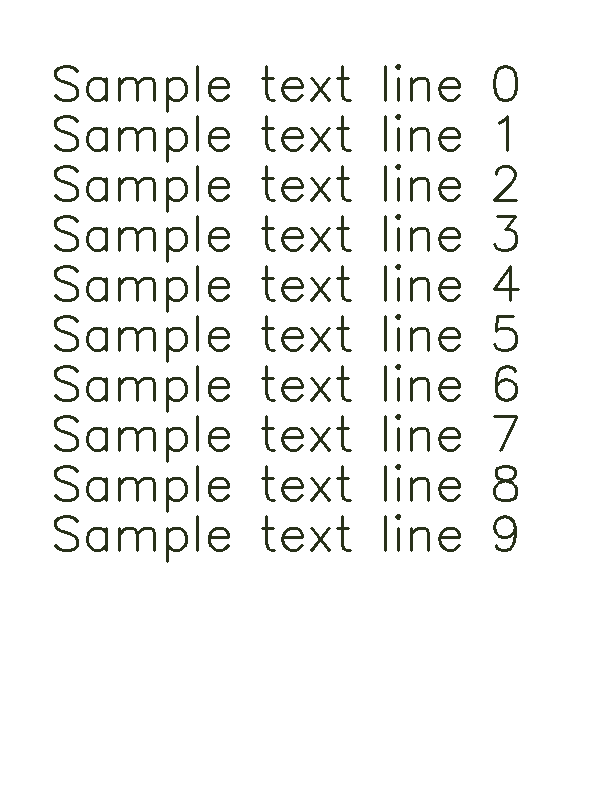 Sample text line 0
Sample text line 1
Sample text line 2
Sample text line 3
Sample text line 4
Sample text line 5
Sample text line 6
Sample text line 7
Sample text line 8
Sample text line 9